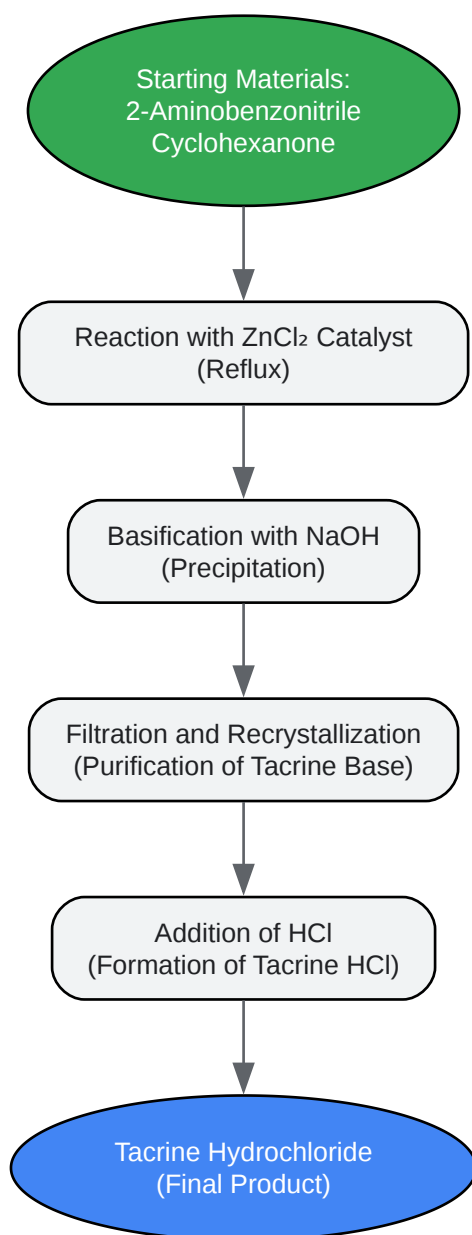 Starting Materials:
2-Aminobenzonitrile
Cyclohexanone
Reaction with ZnCl₂ Catalyst
(Reflux)
Basification with NaOH
(Precipitation)
Filtration and Recrystallization
(Purification of Tacrine Base)
Addition of HCl
(Formation of Tacrine HCl)
Tacrine Hydrochloride
(Final Product)